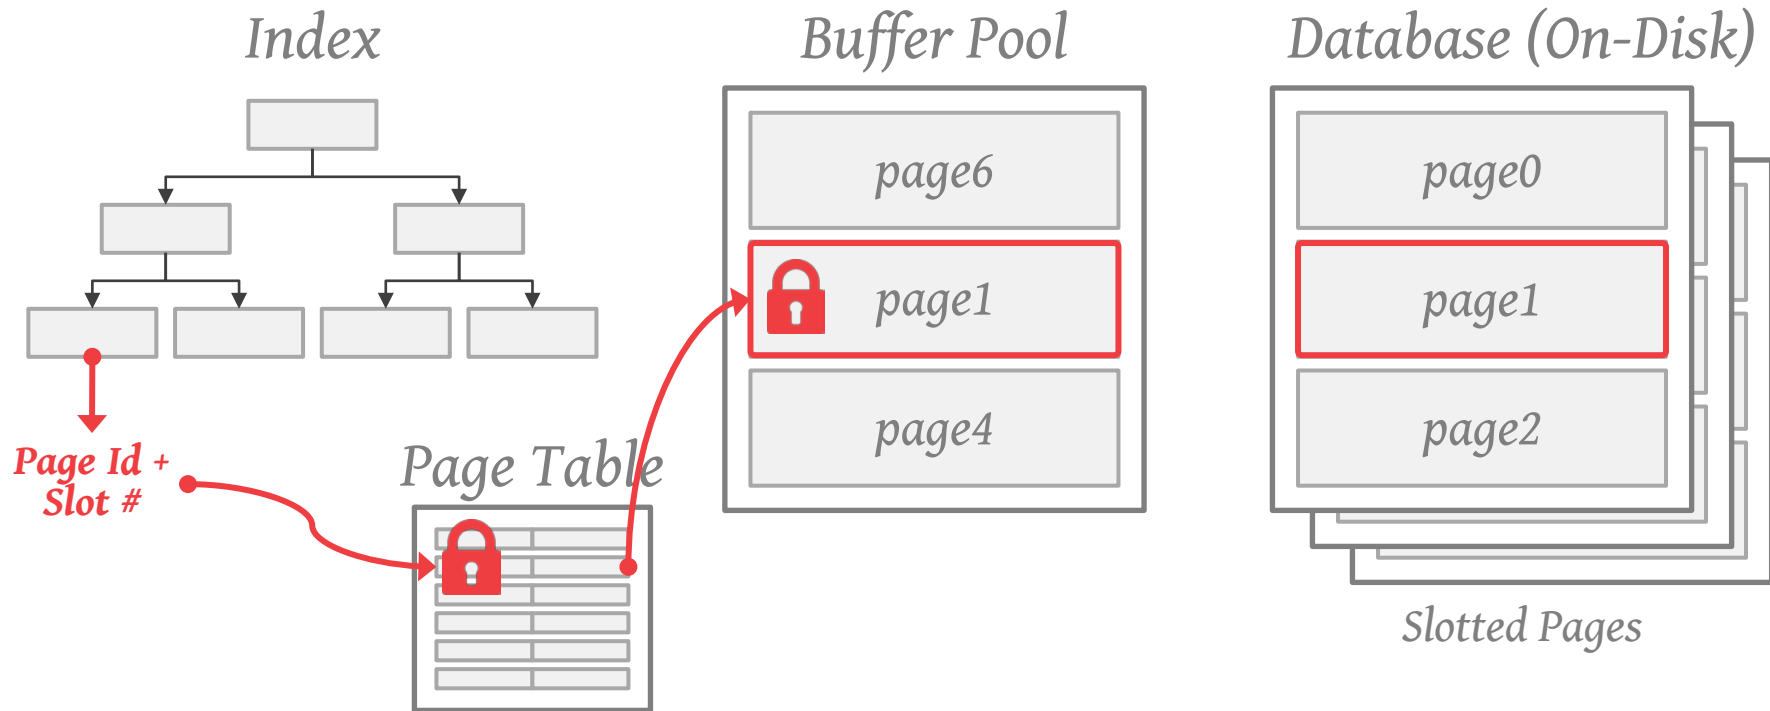 Index
Buffer Pool
Database (On-Disk)
page6
page0
page1
page1
page4
page2
Page Id +
Slot #
Page Table
Slotted Pages